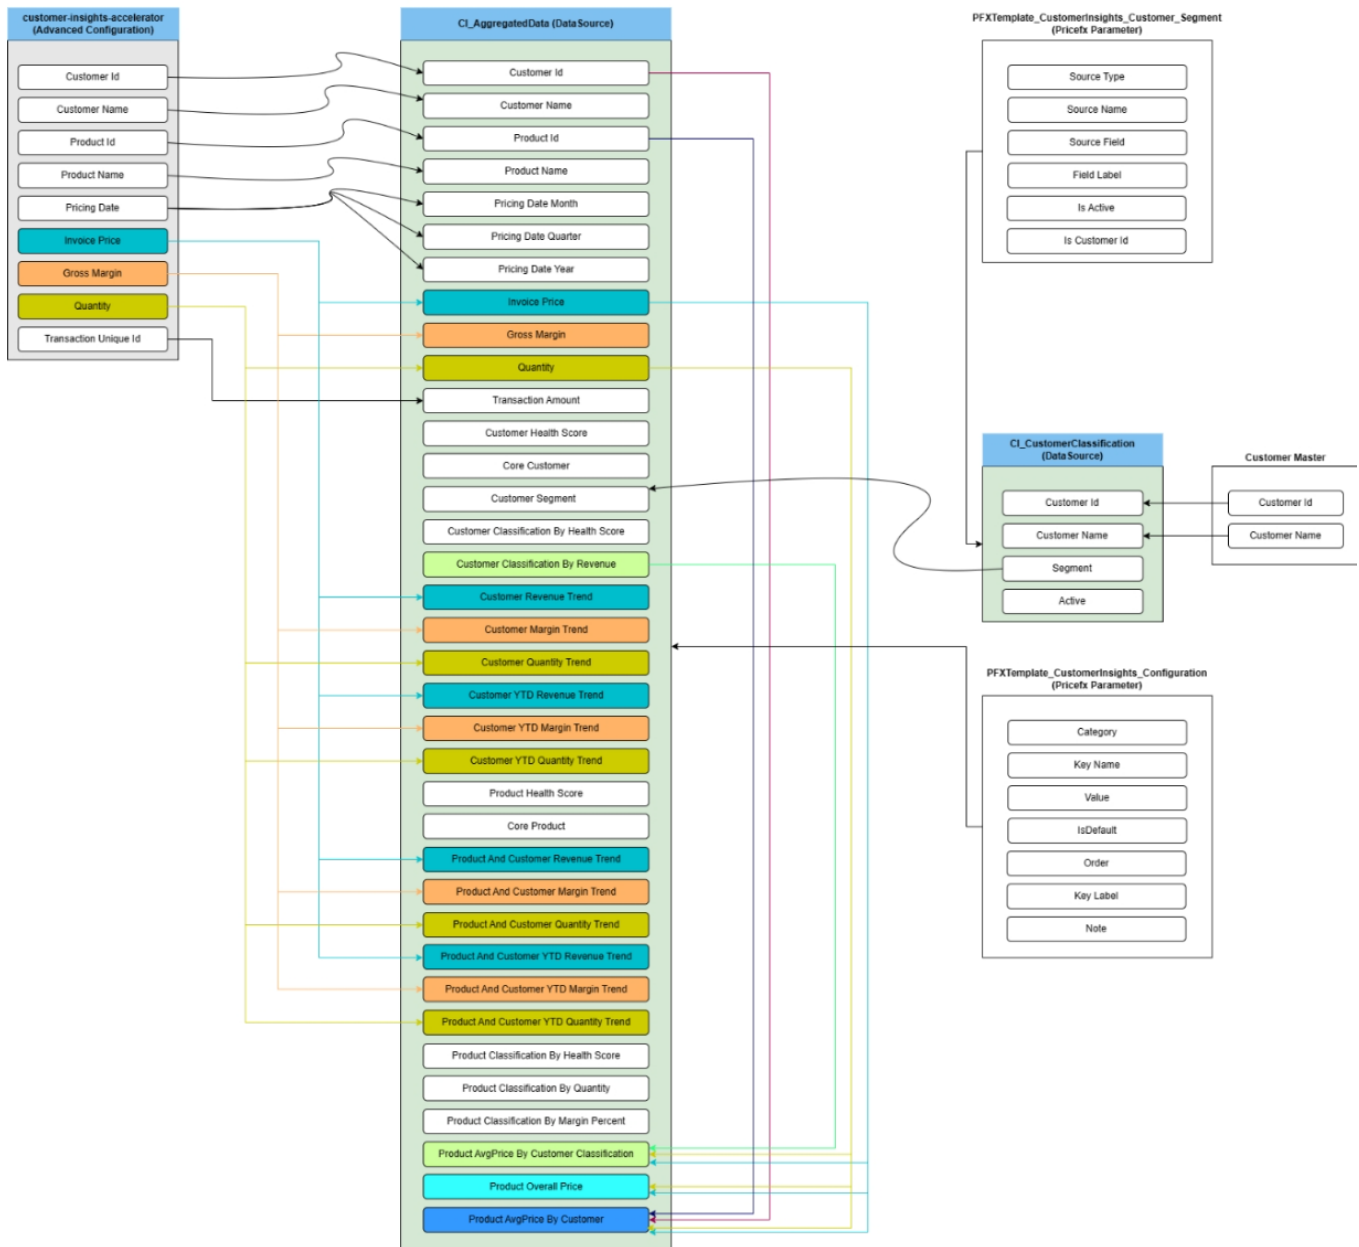 customer-insights-accelerator
(Advanced Configuration)
Customer Id
Customer Name
Product Id
Product Name
Pricing Date
Invoice Price
Gross Margin
Quantity
Transaction Unique Id
CI_AggregatedData (DataSource)
Customer Id
Customer Name
Product Id
Product Name
Pricing Date Month
Pricing Date Quarter
Pricing Date Year
Invoice Price
Gross Margin
Quantity
Transaction Amount
Customer Health Score
Core Customer
Customer Segment
Customer Classification By Health Score
Customer Classification By Revenue
Customer Revenue Trend
Customer Margin Trend
Customer Quantity Trend
Customer YTD Revenue Trend
Customer YTD Margin Trend
Customer YTD Quantity Trend
Product Health Score
Core Product
Product And Customer Revenue Trend
Product And Customer Margin Trend
Product And Customer Quantity Trend
Product And Customer YTD Revenue Trend
Product And Customer YTD Margin Trend
Product And Customer YTD Quantity Trend
Product Classification By Health Score
Product Classification By Quantity
Product Classification By Margin Percent
Product AvgPrice By Customer Classification
Product Overall Price
Product AvgPrice By Customer
PFXTemplate_CustomerInsights_Customer_Segment
(Pricefx Parameter)
Source Type
Source Name
Source Field
Field Label
Is Active
Is Customer Id
CI_CustomerClassification
(DataSource)
Customer Id
Customer Name
Segment
Active
Customer Master
Customer Id
Customer Name
PFXTemplate_CustomerInsights_Configuration
(Pricefx Parameter)
Category
Key Name
Value
IsDefault
Order
Key Label
Note